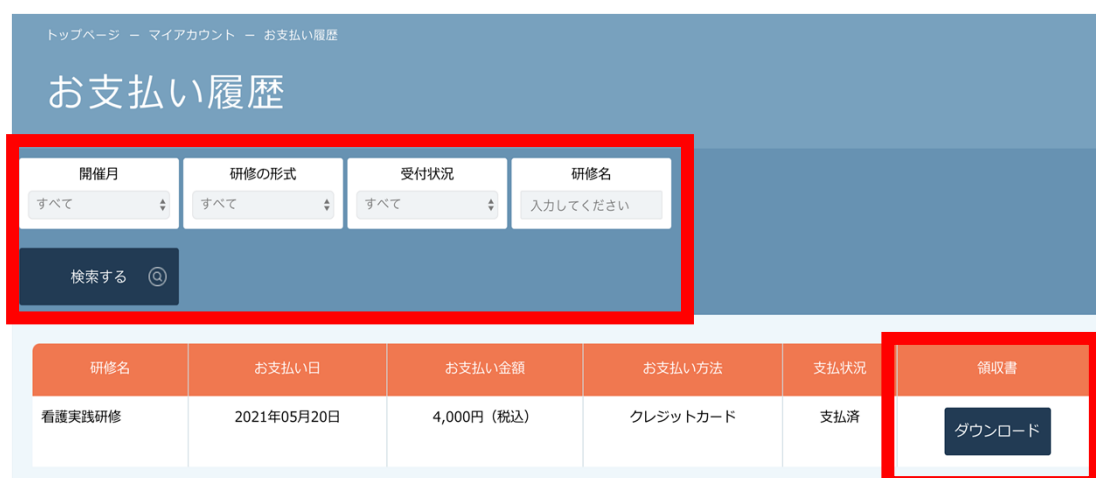 トップページ － マイアカウント － お支払い履歴
お支払い履歴
開催月 研修の形式 受付状況 研修名
すべて すべて すべて 入力してください
検索する
研修名 お支払い日 お支払い金額 お支払い方法 支払状況 領収書
看護実践研修 2021年05月20日 4,000円（税込） クレジットカード 支払済 ダウンロード